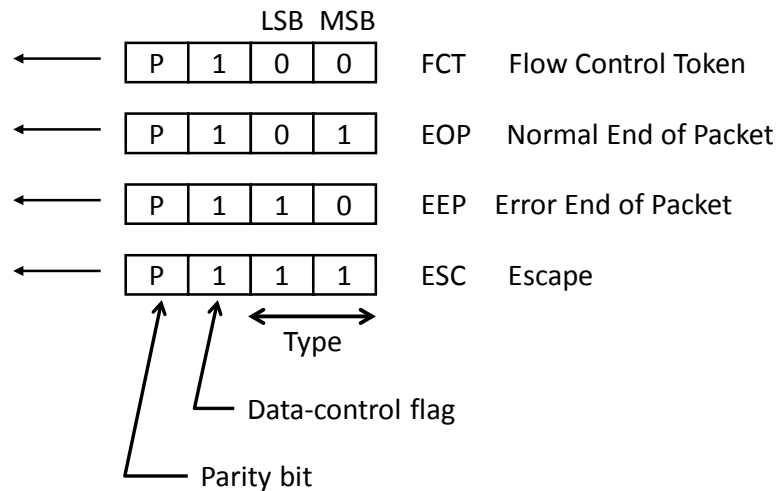 LSB MSB
P 1 0 0 FCT Flow Control Token
P 1 0 1 EOP Normal End of Packet
P 1 1 0 EEP Error End of Packet
P 1 1 1 ESC Escape
Type
Data-control flag
Parity bit